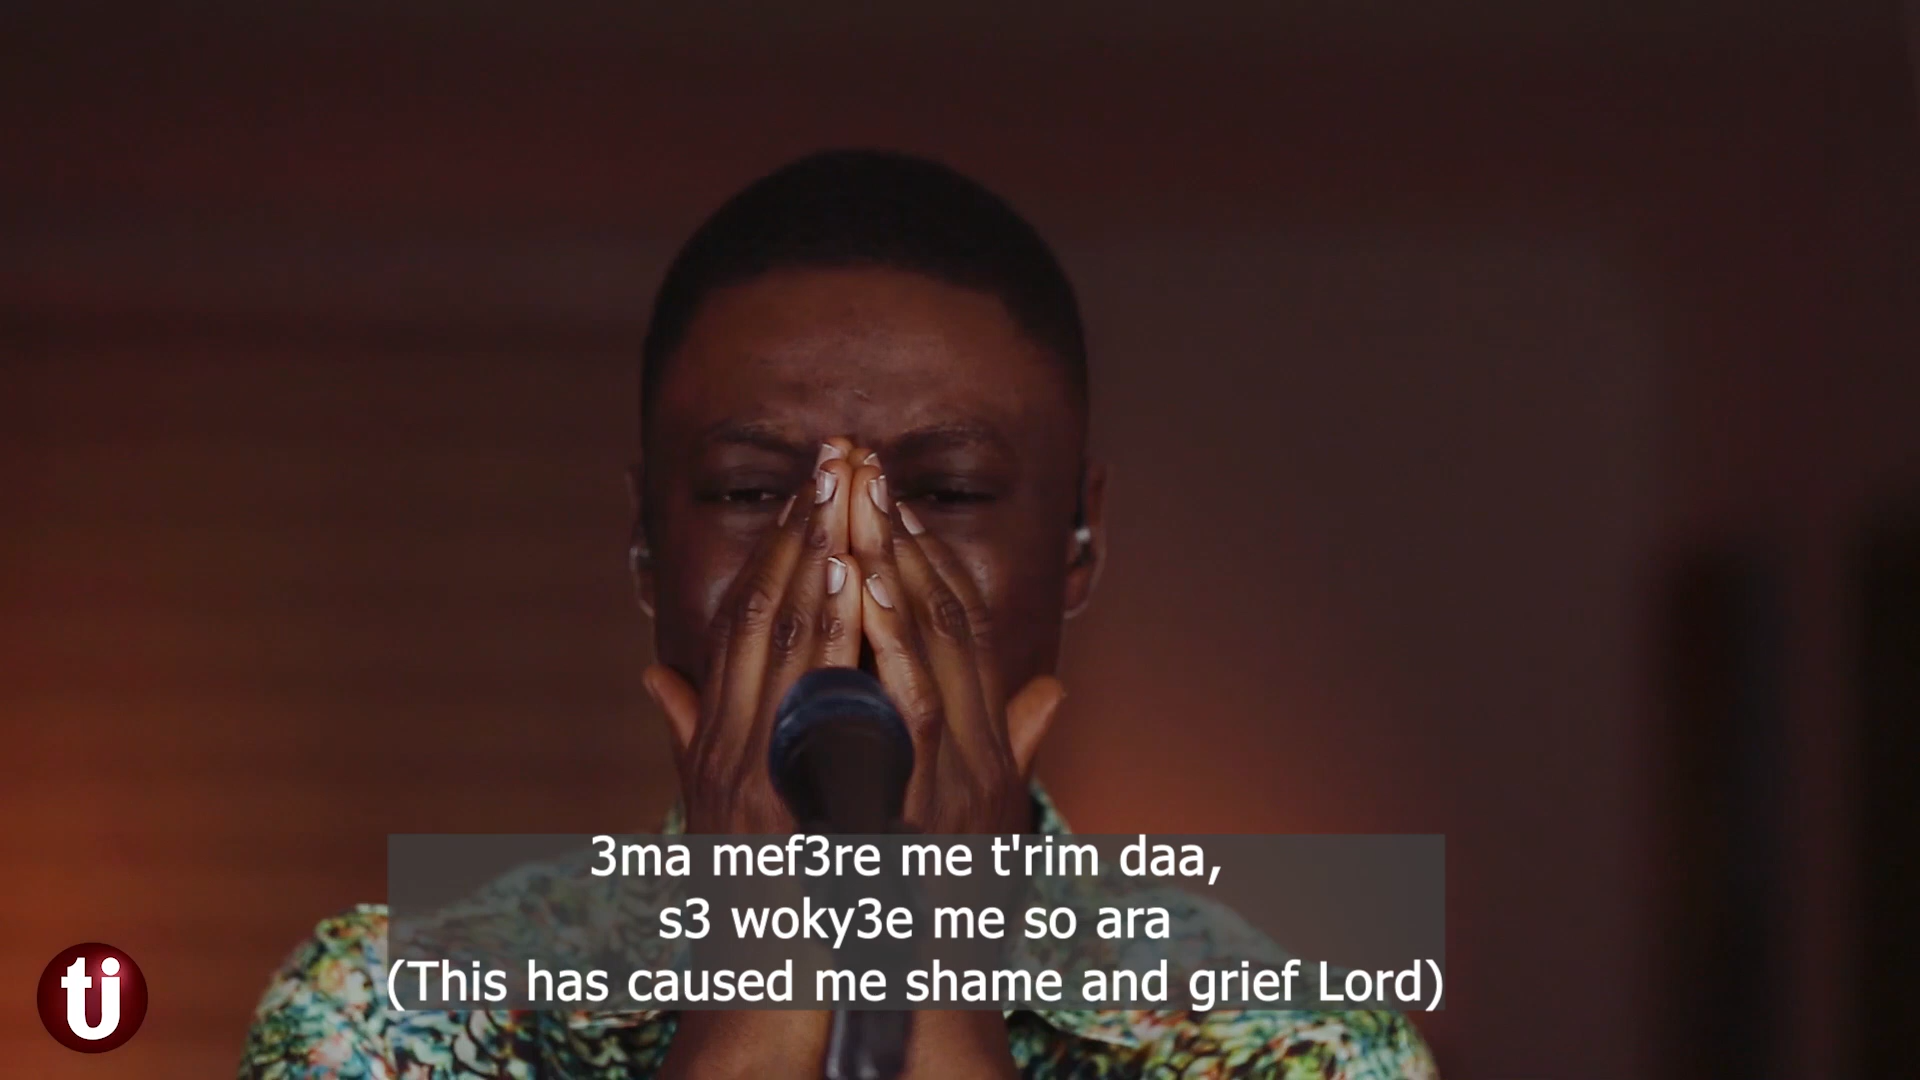 3ma mef3re me t'rim daa,
s3 woky3e me so ara
(This has caused me shame and grief Lord)
tj